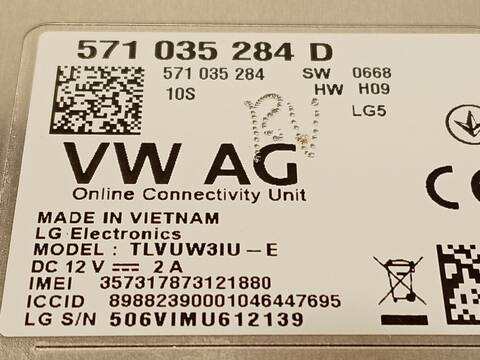 571 035 284 D
571 035 284 SW 0668
10S HW H09
LG5
VW AG
Online Connectivity Unit
MADE IN VIETNAM
LG Electronics
MODEL : TLVUW3IU-E
DC 12 V 2 A
IMEI 357317873121880
ICCID 89882390001046447695
LG S/N 506VIMU612139